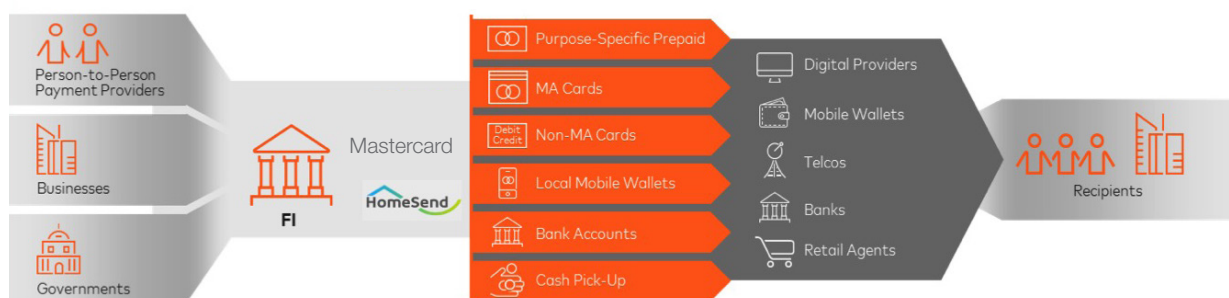 Person-to-Person
Payment Providers
Businesses
Governments
FI
Mastercard
HomeSend
Purpose-Specific Prepaid
MA Cards
Debit
Credit
Non-MA Cards
Local Mobile Wallets
Bank Accounts
Cash Pick-Up
Digital Providers
Mobile Wallets
Telcos
Banks
Retail Agents
Recipients